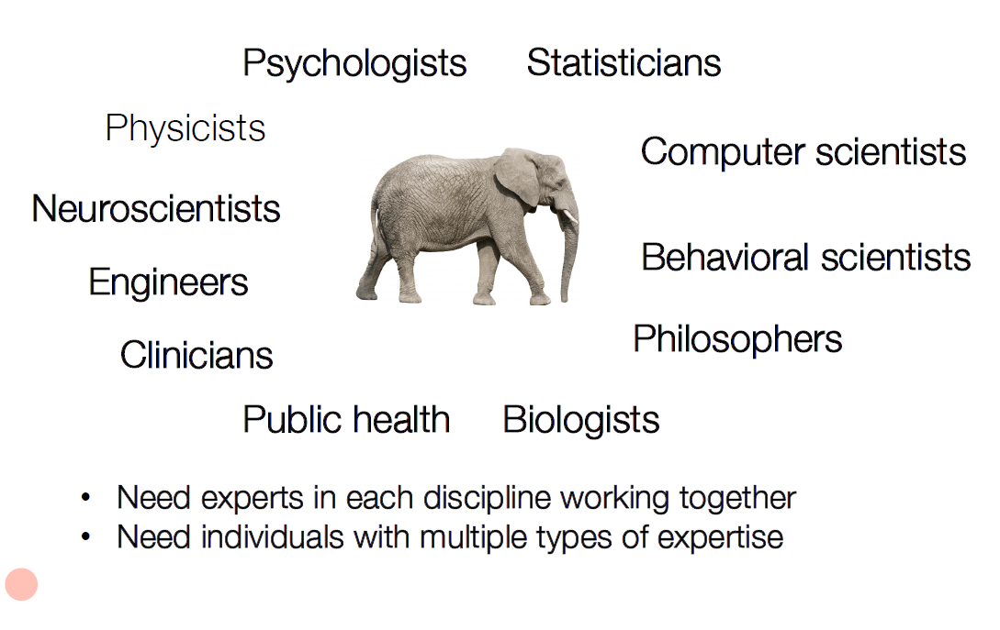 Psychologists
Statisticians
Physicists
Computer scientists
Neuroscientists
Behavioral scientists
Engineers
Philosophers
Clinicians
Public health
Biologists
• Need experts in each discipline working together
• Need individuals with multiple types of expertise